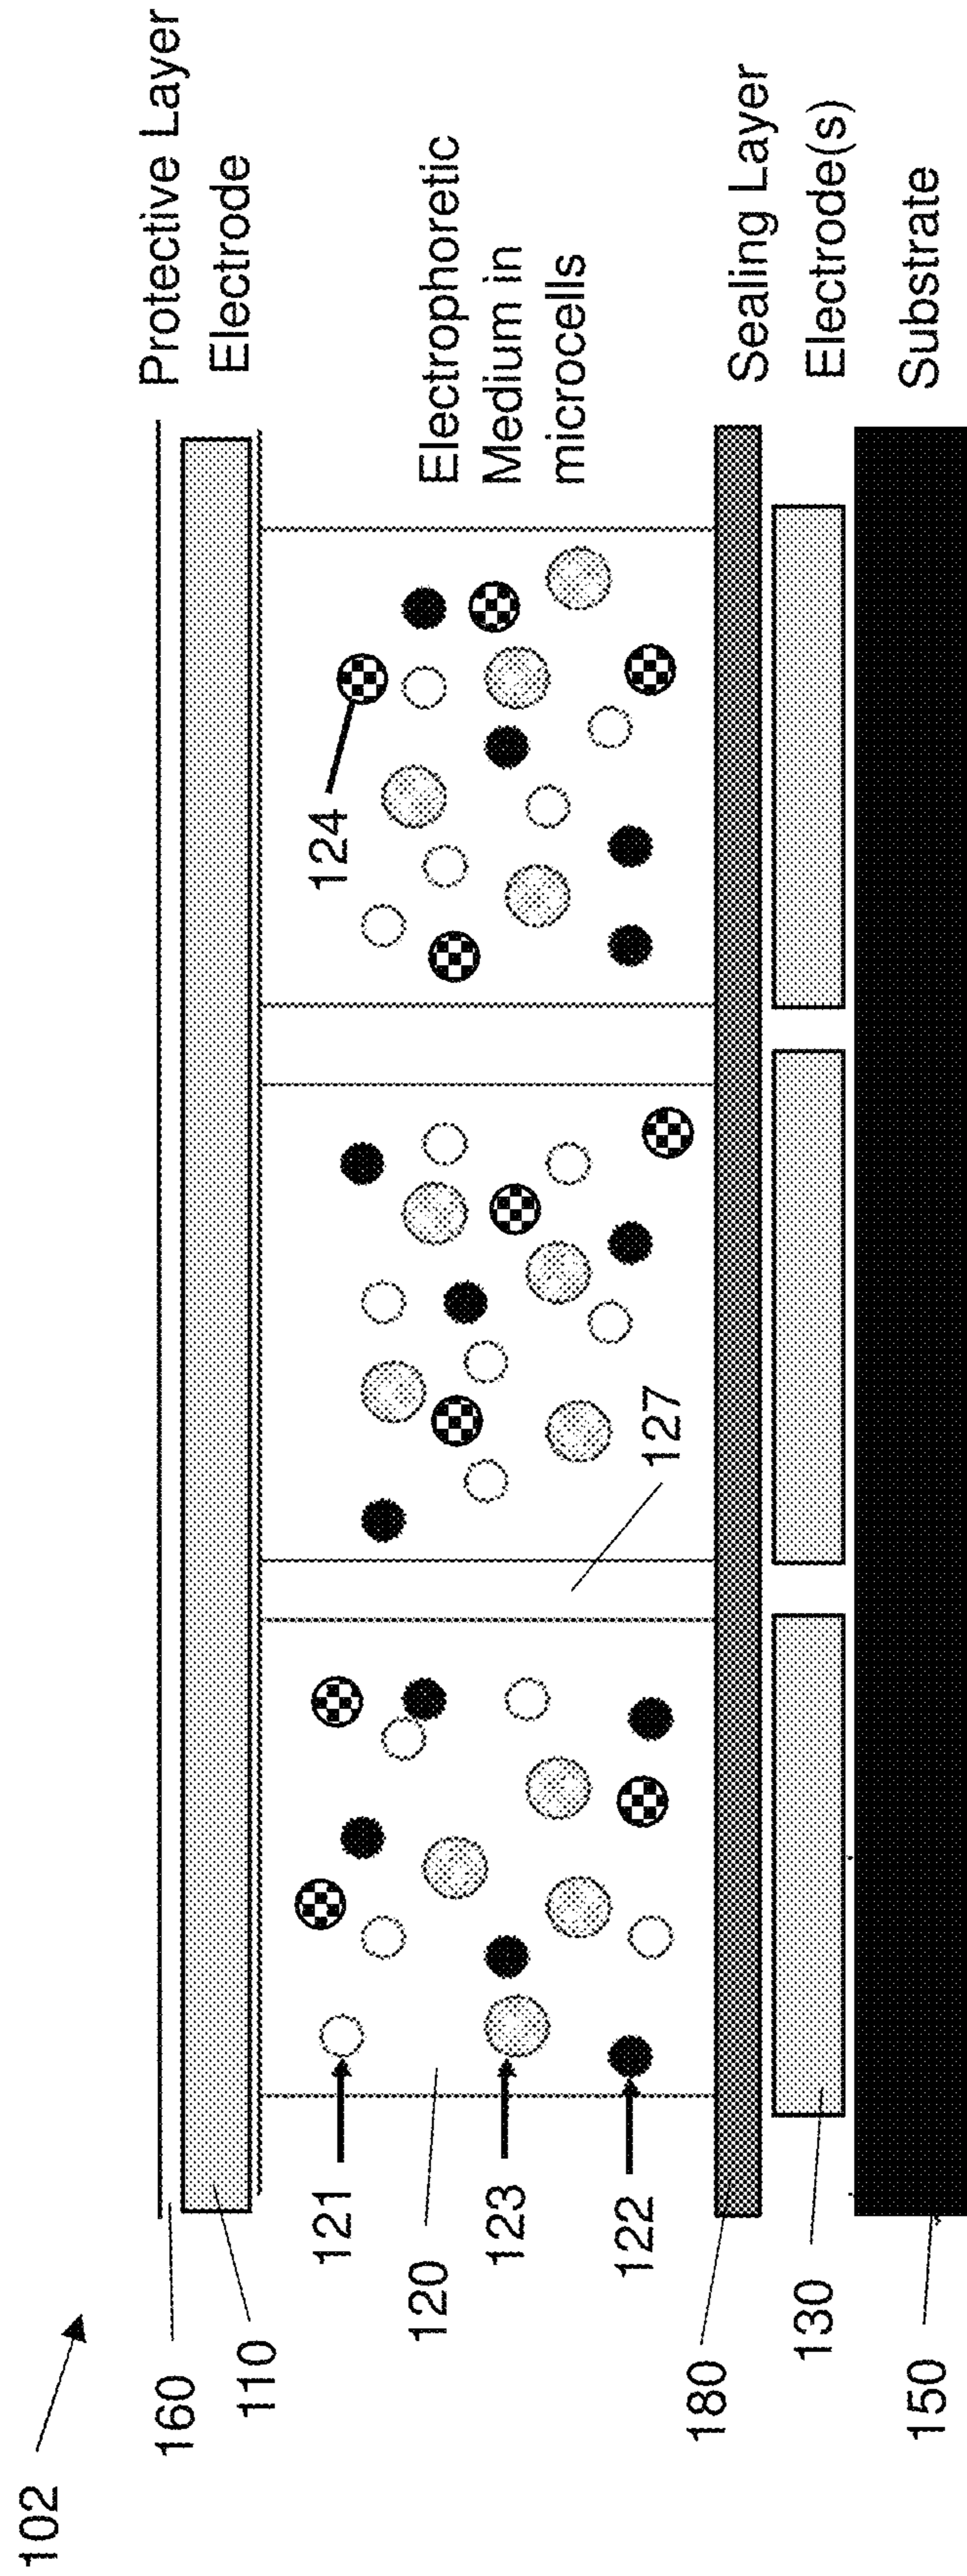 102
160
Protective Layer
110
Electrode
121
124
120
Electrophoretic
Medium in
microcells
123
122
127
180
Sealing Layer
130
Electrode(s)
150
Substrate